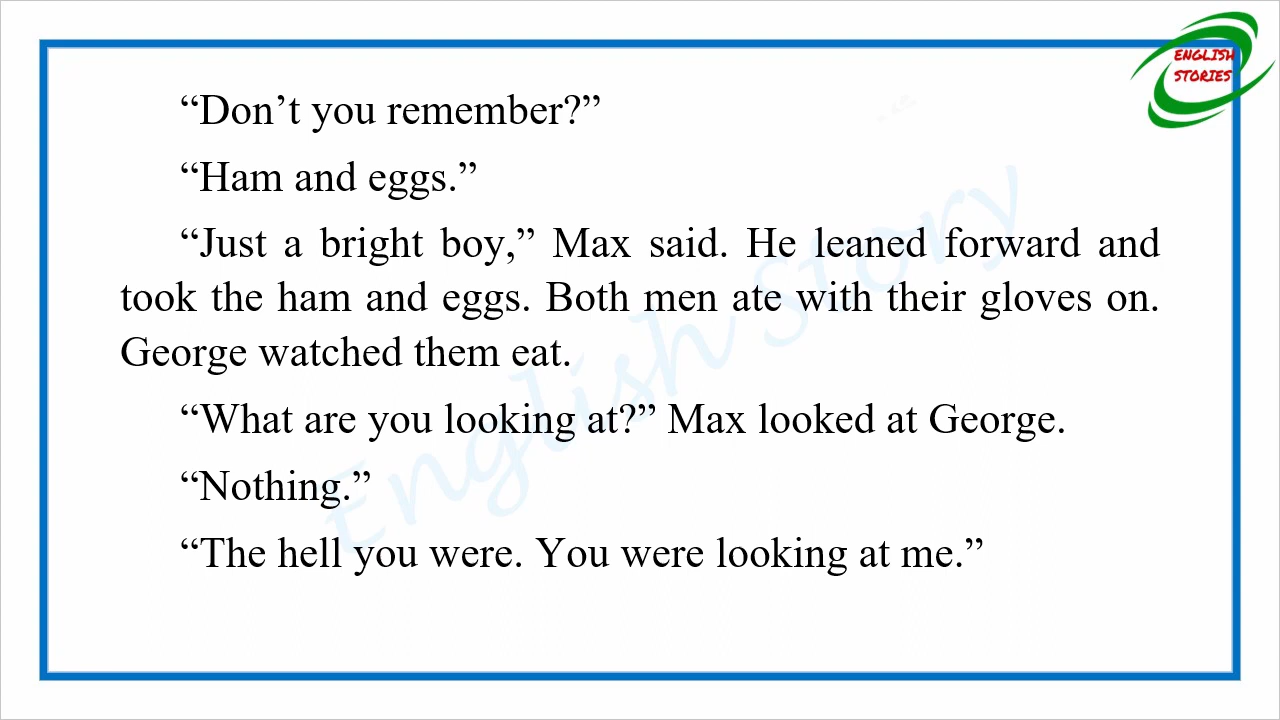 ENGLISH
STORIES
“Don’t you remember?”
“Ham and eggs.”
“Just a bright boy,” Max said. He leaned forward and
took the ham and eggs. Both men ate with their gloves on.
George watched them eat.
“What are you looking at?” Max looked at George.
“Nothing.”
“The hell you were. You were looking at me.”
English Story